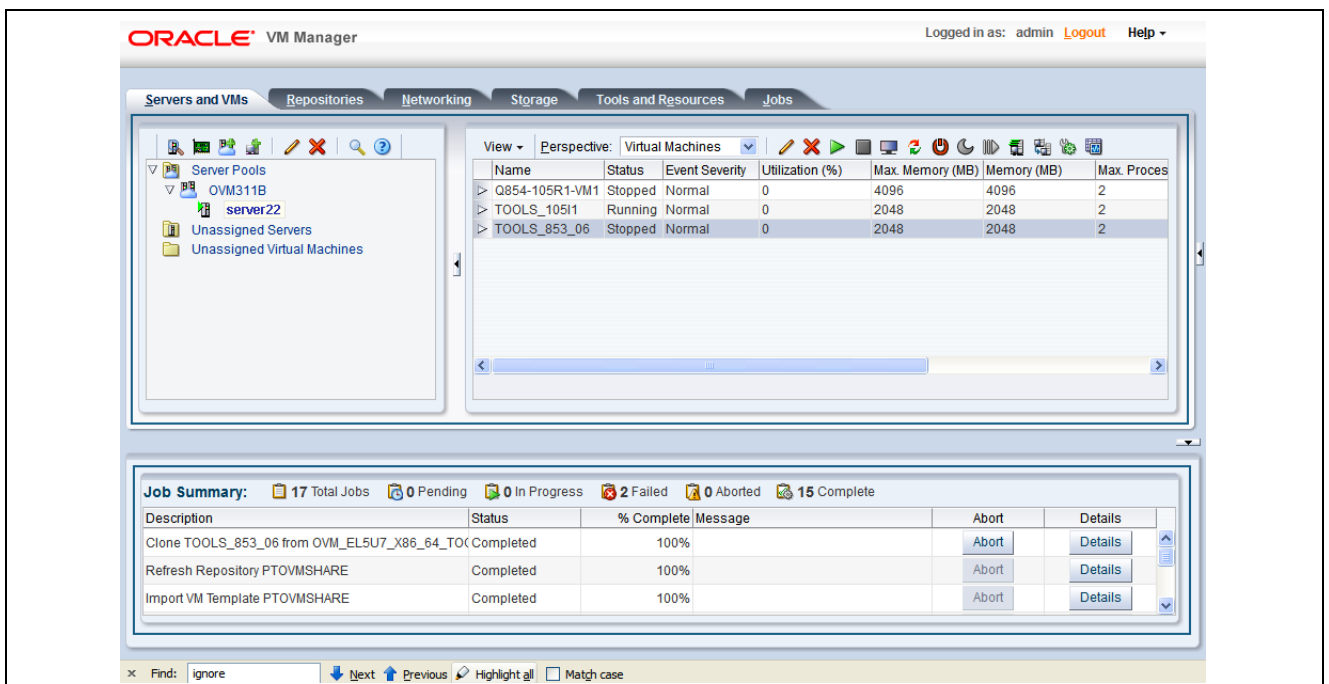 ORACLE VM Manager Logged in as: admin Logout Help
Servers and VMs Repositories Networking Storage Tools and Resources Jobs
View Perspective: Virtual Machines
Server Pools
OVM311B
server22
Unassigned Servers
Unassigned Virtual Machines
Name Status Event Severity Utilization (%) Max. Memory (MB) Memory (MB) Max. Proces
Q854-105R1-VM1 Stopped Normal 0 4096 4096 2
TOOLS_105I1 Running Normal 0 2048 2048 2
TOOLS_853_06 Stopped Normal 0 2048 2048 2
Job Summary: 17 Total Jobs 0 Pending 0 In Progress 2 Failed 0 Aborted 15 Complete
Description Status % Complete Message Abort Details
Clone TOOLS_853_06 from OVM_EL5U7_X86_64_TO Completed 100% Abort Details
Refresh Repository PTOVMSHARE Completed 100% Abort Details
Import VM Template PTOVMSHARE Completed 100% Abort Details
× Find: ignore Next Previous Highlight all Match case